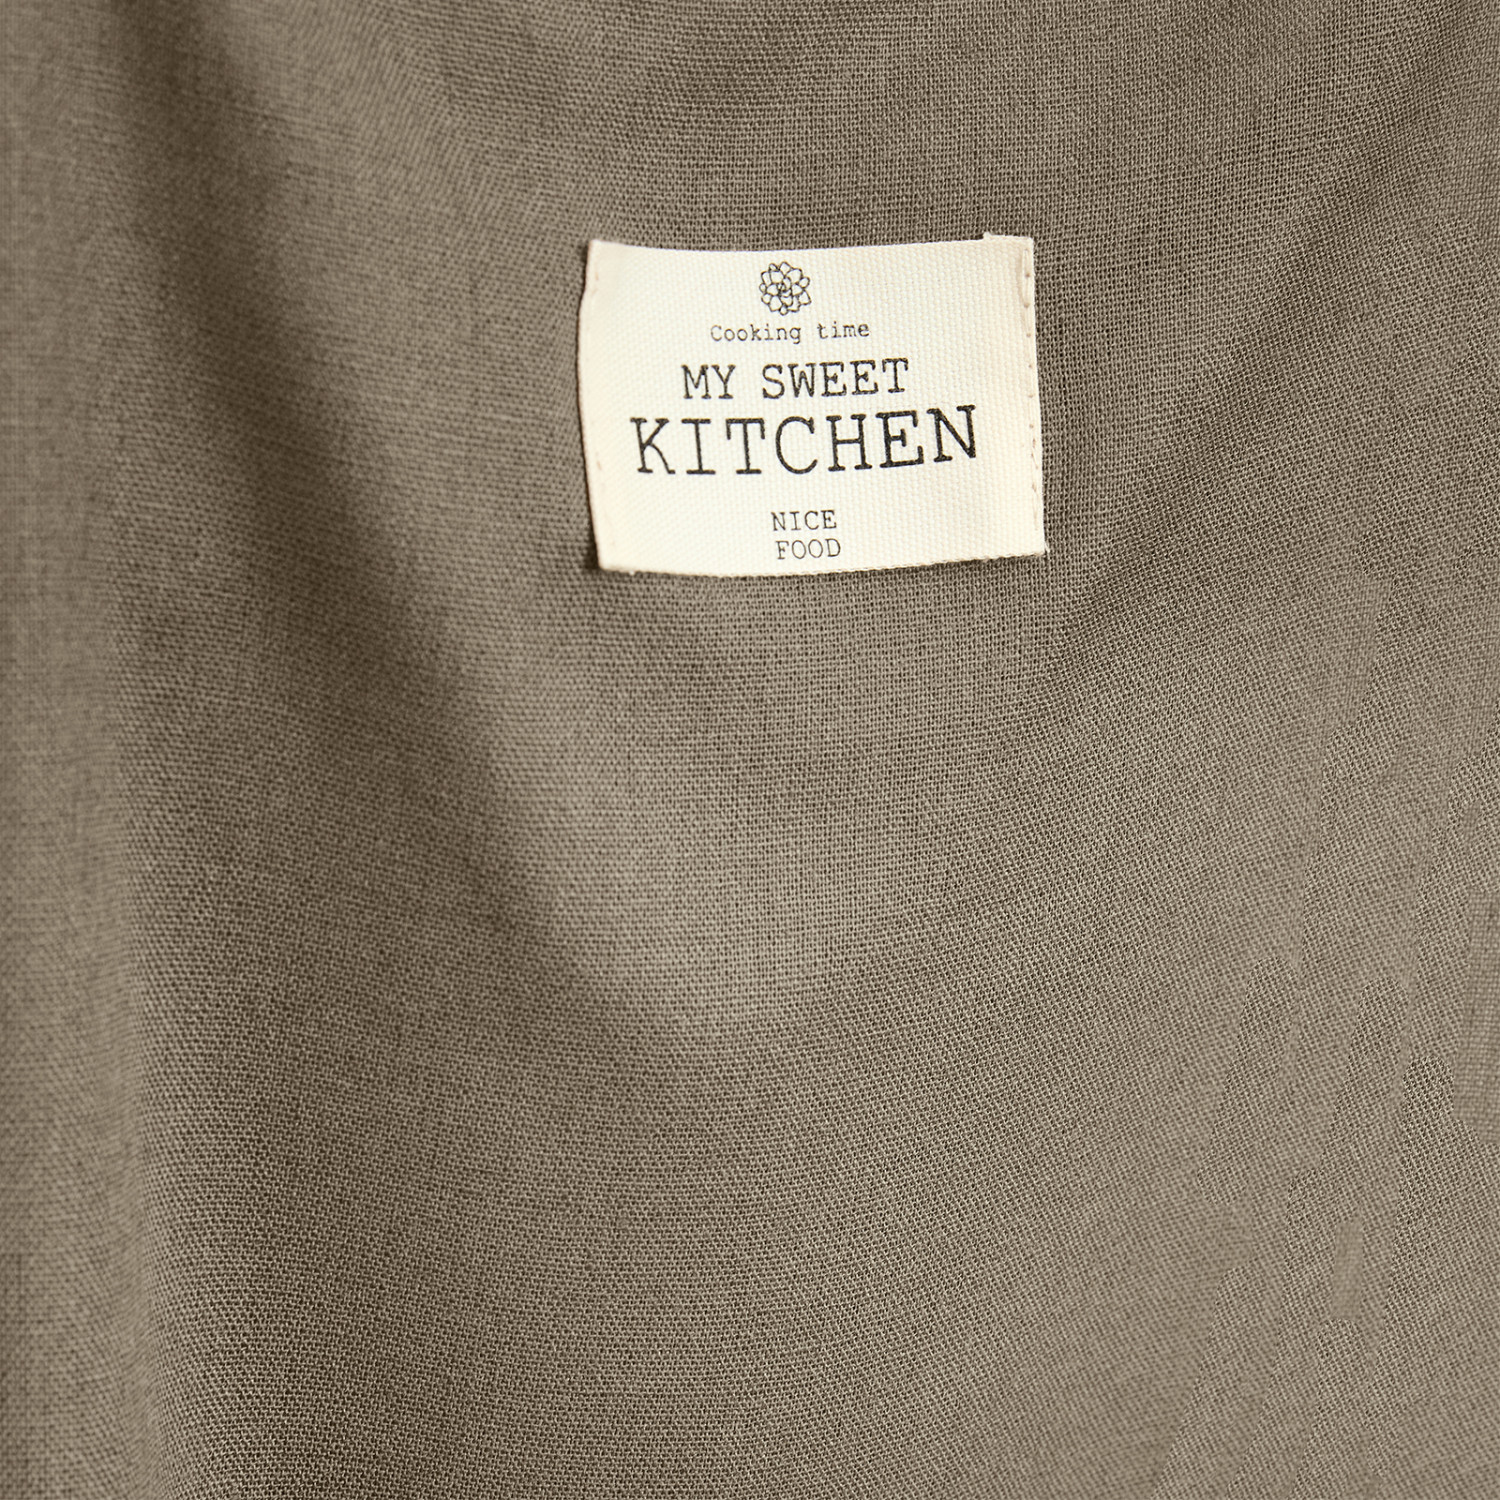 Cooking time
MY SWEET
KITCHEN
NICE
FOOD